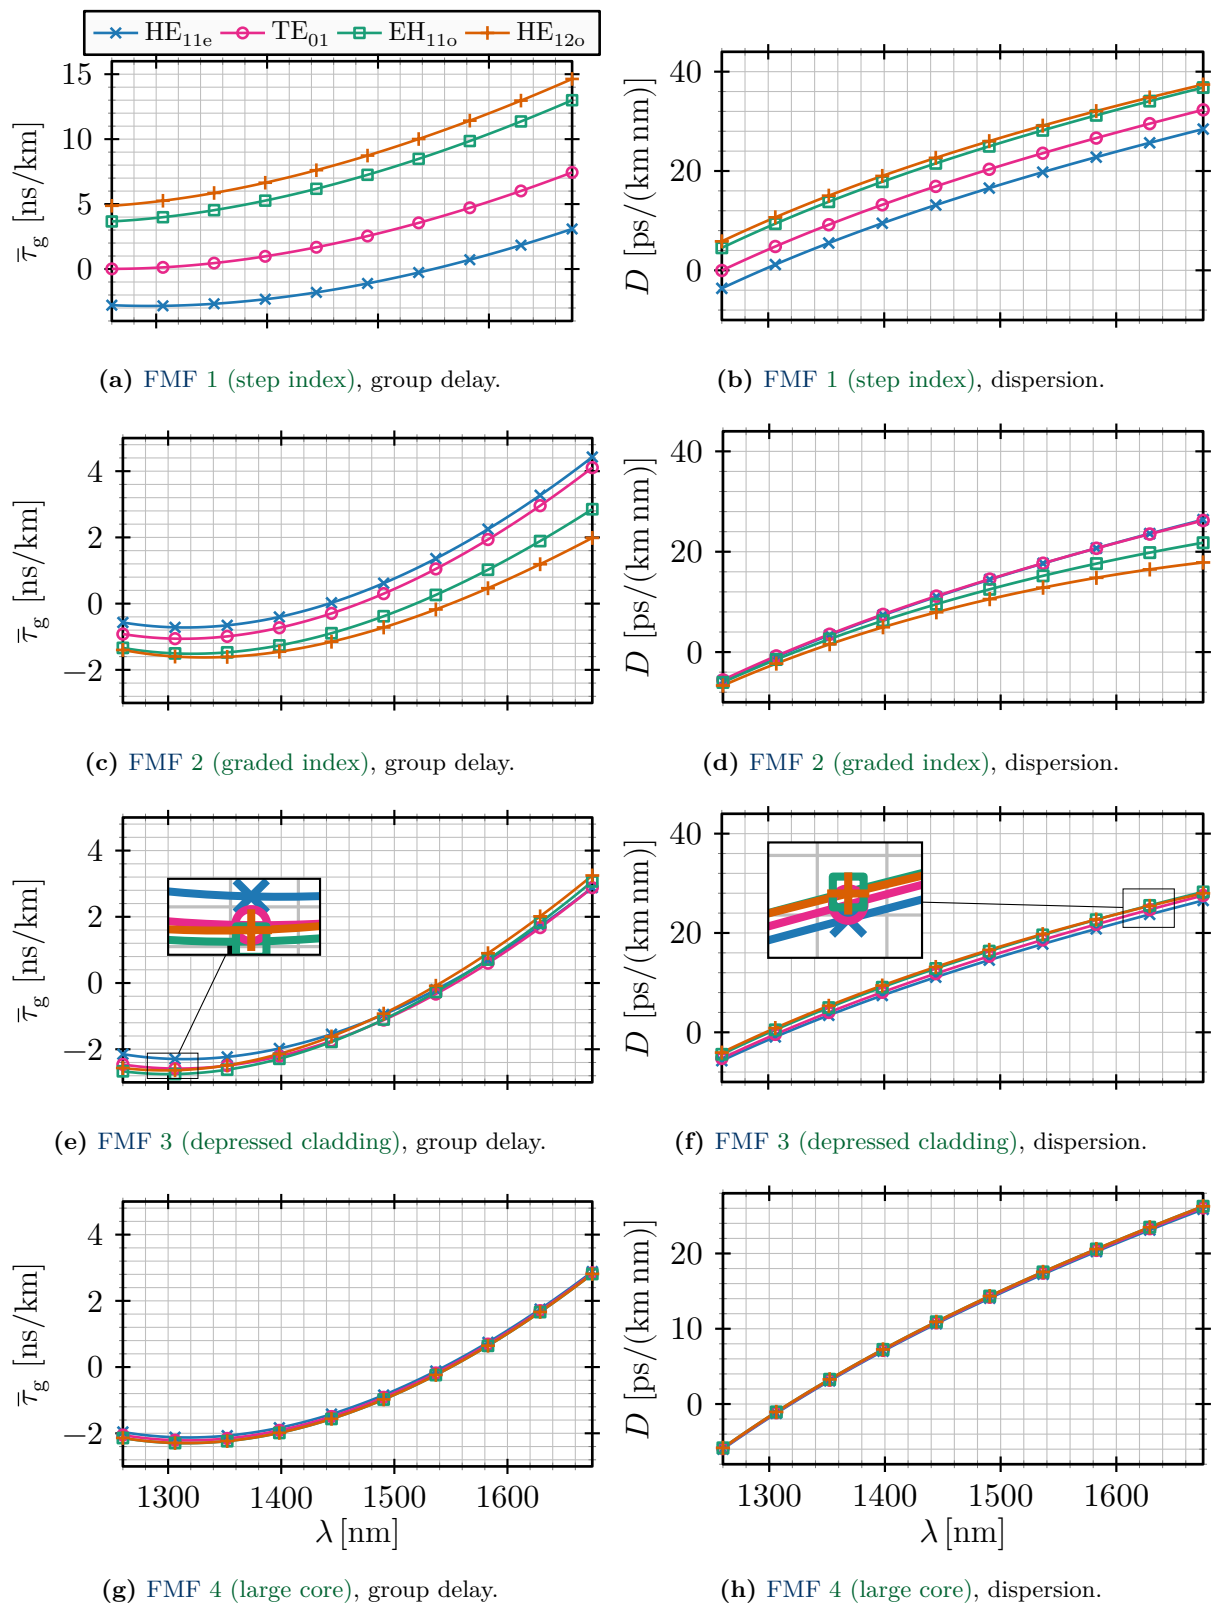 HE11e TE01 EH11o HE12o
15
10
5
0
τ̅g [ns/km]
40
20
0
D [ps/(km nm)]
(a) FMF 1 (step index), group delay.
(b) FMF 1 (step index), dispersion.
4
2
0
−2
τ̅g [ns/km]
40
20
0
D [ps/(km nm)]
(c) FMF 2 (graded index), group delay.
(d) FMF 2 (graded index), dispersion.
4
2
0
−2
τ̅g [ns/km]
40
20
0
D [ps/(km nm)]
(e) FMF 3 (depressed cladding), group delay.
(f) FMF 3 (depressed cladding), dispersion.
4
2
0
−2
τ̅g [ns/km]
1300 1400 1500 1600
λ [nm]
20
10
0
D [ps/(km nm)]
1300 1400 1500 1600
λ [nm]
(g) FMF 4 (large core), group delay.
(h) FMF 4 (large core), dispersion.